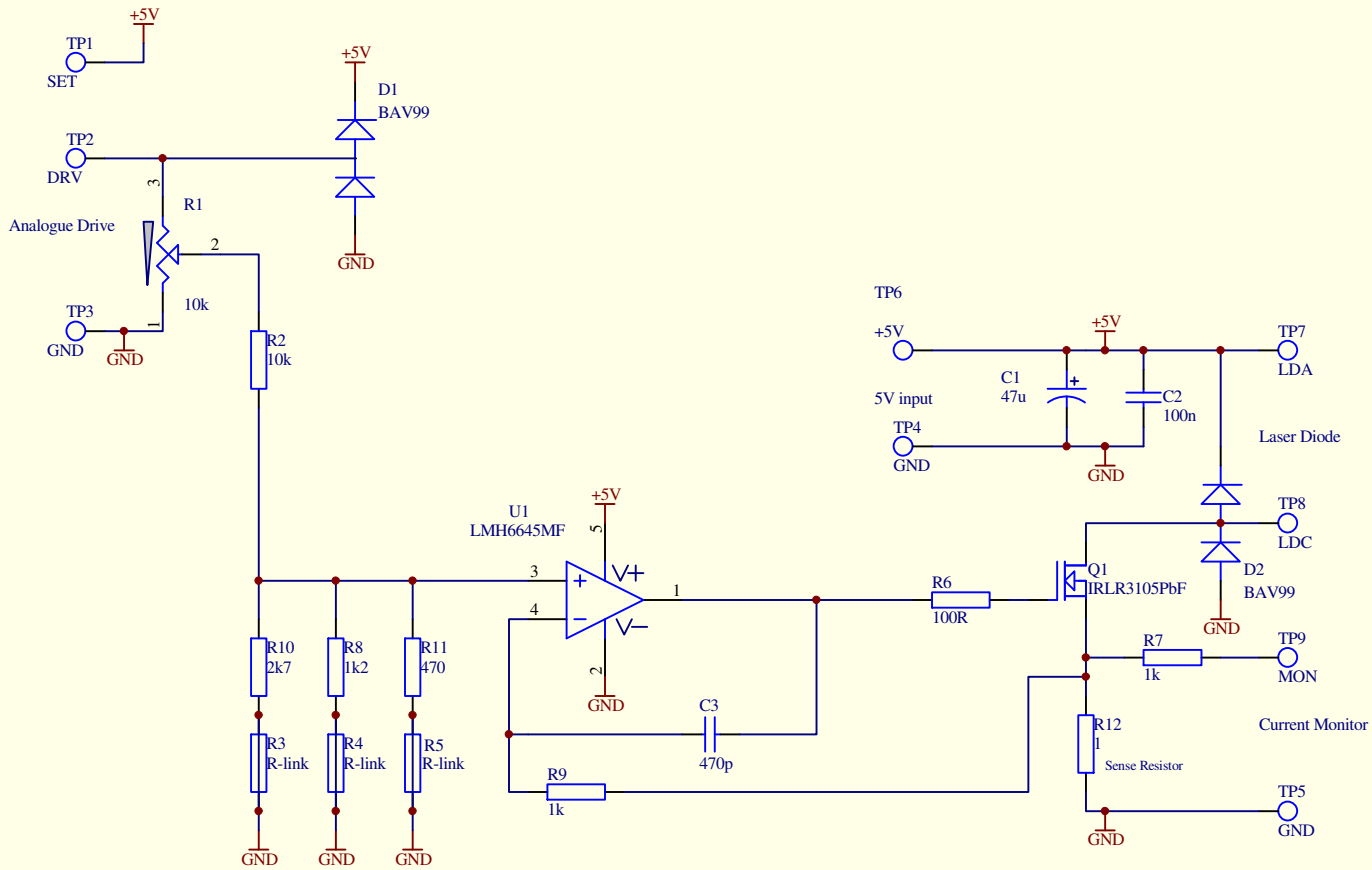 +5V
TP1
SET
+5V
D1
BAV99
TP2
DRV
3
R1
Analogue Drive
2
10k
GND
TP3
GND
1
GND
R2
10k
TP6
+5V
+5V
TP7
LDA
C1
47u
+
C2
100n
5V input
TP4
GND
GND
Laser Diode
+5V
U1
LMH6645MF
5
V+
3
+
1
4
−
V−
2
GND
R6
100R
Q1
IRLR3105PbF
TP8
LDC
D2
BAV99
GND
R7
1k
TP9
MON
R10
2k7
R8
1k2
R11
470
C3
470p
R12
1
Sense Resistor
Current Monitor
R3
R-link
R4
R-link
R5
R-link
R9
1k
TP5
GND
GND
GND
GND
GND